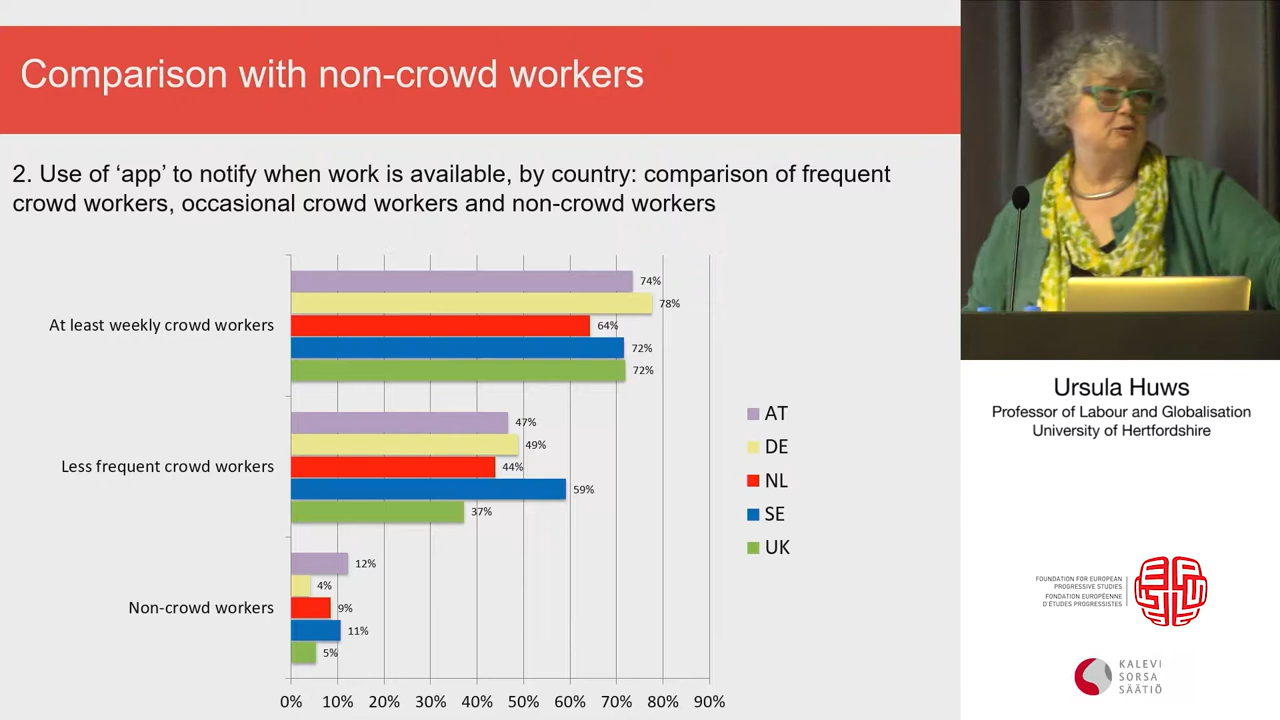 Comparison with non-crowd workers
2. Use of ‘app’ to notify when work is available, by country: comparison of frequent
crowd workers, occasional crowd workers and non-crowd workers
At least weekly crowd workers
74%
78%
64%
72%
72%
Less frequent crowd workers
47%
49%
44%
59%
37%
Non-crowd workers
12%
4%
9%
11%
5%
0% 10% 20% 30% 40% 50% 60% 70% 80% 90%
AT
DE
NL
SE
UK
Ursula Huws
Professor of Labour and Globalisation
University of Hertfordshire
FOUNDATION FOR EUROPEAN
PROGRESSIVE STUDIES
FONDATION EUROPÉENNE
D'ÉTUDES PROGRESSISTES
KALEVI
SORSA
SÄÄTIÖ